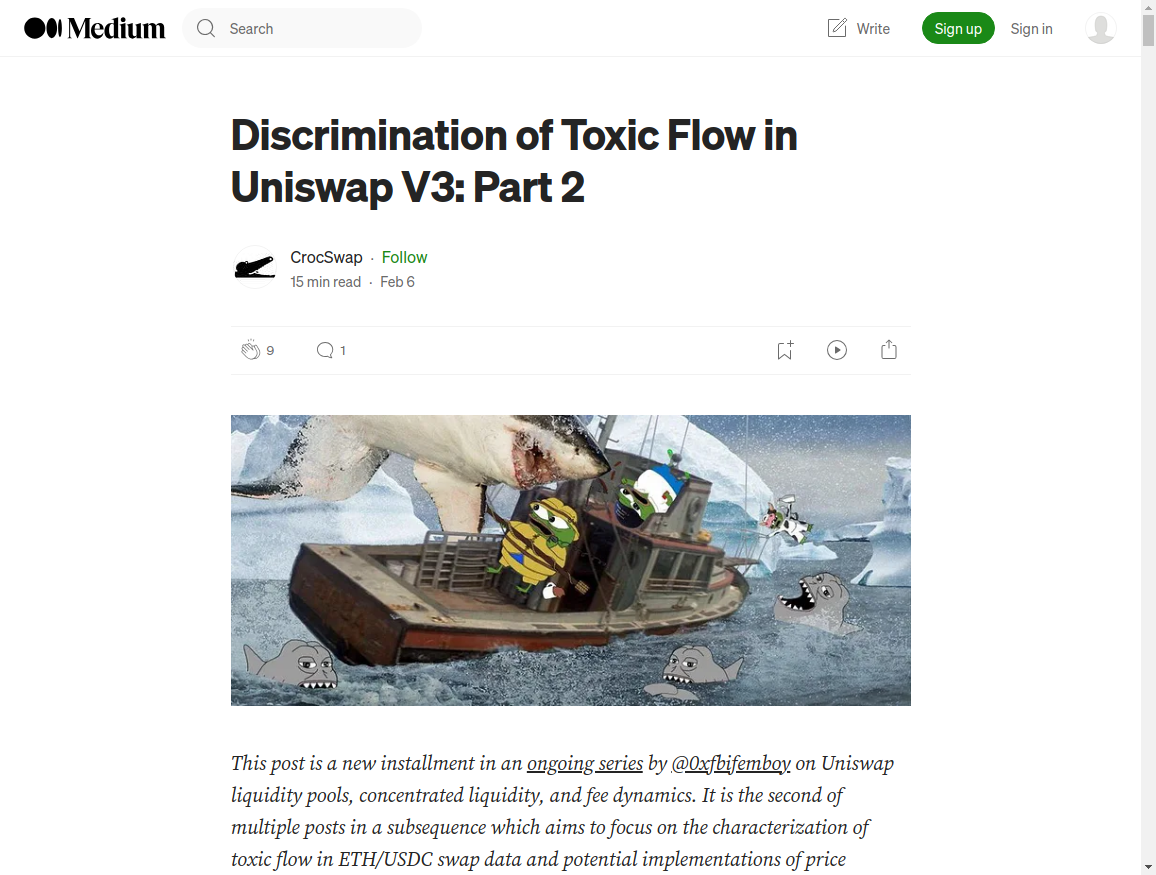 Medium
Search
Write
Sign up
Sign in
Discrimination of Toxic Flow in
Uniswap V3: Part 2
CrocSwap · Follow
15 min read · Feb 6
9
1
This post is a new installment in an ongoing series by @0xfbifemboy on Uniswap
liquidity pools, concentrated liquidity, and fee dynamics. It is the second of
multiple posts in a subsequence which aims to focus on the characterization of
toxic flow in ETH/USDC swap data and potential implementations of price